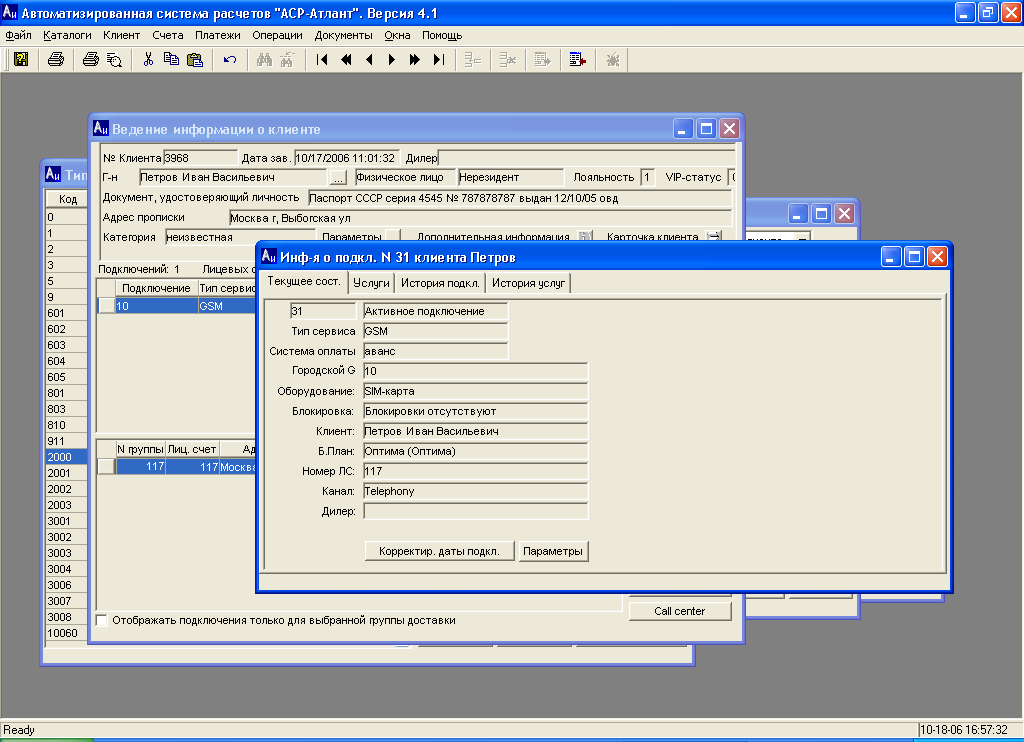 Автоматизированная система расчетов "АСР-Атлант". Версия 4.1
Файл Каталоги Клиент Счета Платежи Операции Документы Окна Помощь
Ведение информации о клиенте
№ Клиента 3968 Дата зав. 10/17/2006 11:01:32 Дилер
Г-н Петров Иван Васильевич ... Физическое лицо Нерезидент Лояльность 1 VIP-статус
Документ, удостоверяющий личность Паспорт СССР серия 4545 № 787878787 выдан 12/10/05 овд
Адрес прописки Москва г, Выборгская ул
Категория неизвестная Параметры Дополнительная информация Карточка клиента
Подключений: 1 Лицевых
Подключение Тип
10 GSM
N группы Лиц. счет
117 117 Москва
Отображать подключения только для выбранной группы доставки
Call center
Тип
Код
0
1
2
3
5
9
601
602
603
604
605
801
803
810
911
2000
2001
2002
2003
3001
3002
3003
3004
3006
3007
3008
10060
Инф-я о подкл. N 31 клиента Петров
Текущее сост. Услуги История подкл. История услуг
31 Активное подключение
Тип сервиса GSM
Система оплаты аванс
Городской G 10
Оборудование: SIM-карта
Блокировка: Блокировки отсутствуют
Клиент: Петров Иван Васильевич
Б.План: Оптима (Оптима)
Номер ЛС: 117
Канал: Telephony
Дилер:
Корректир. даты подкл. Параметры
Ready 10-18-06 16:57:32